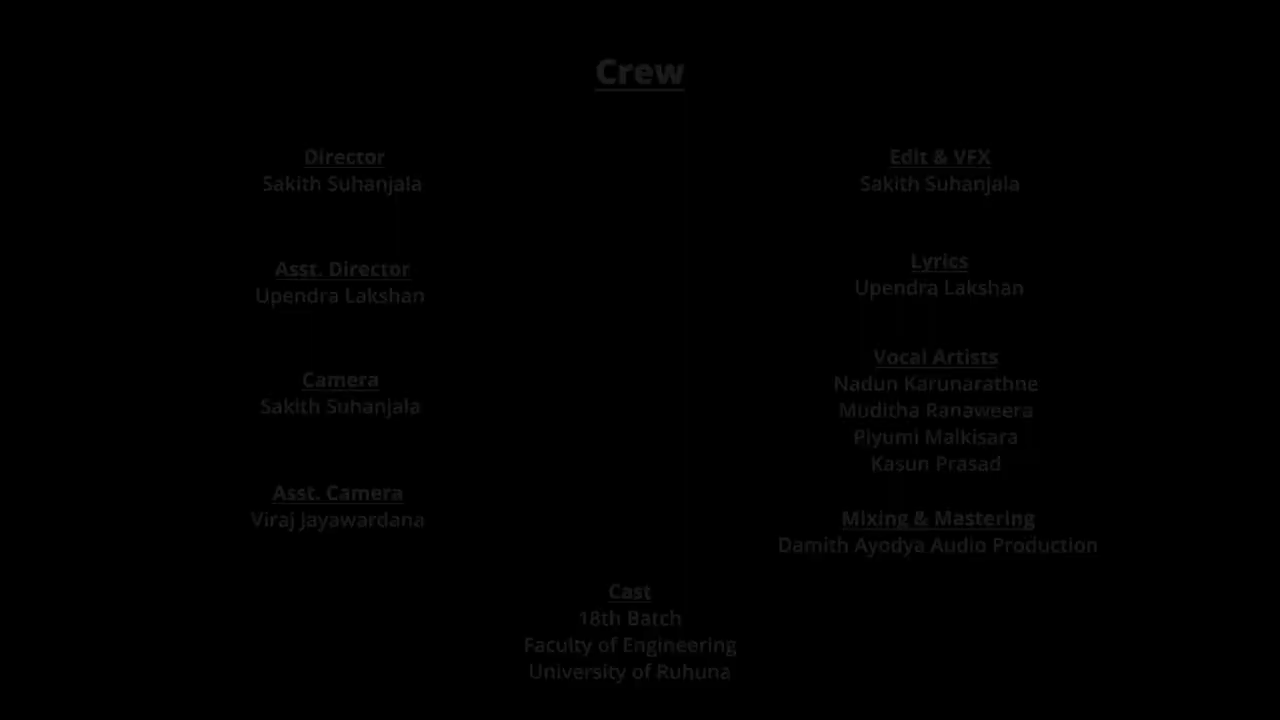 Crew
Director
Sakith Suhanjala
Asst. Director
Upendra Lakshan
Camera
Sakith Suhanjala
Asst. Camera
Viraj Jayawardana
Edit & VFX
Sakith Suhanjala
Lyrics
Upendra Lakshan
Vocal Artists
Nadun Karunarathne
Muditha Ranaweera
Piyumi Malkisara
Kasun Prasad
Mixing & Mastering
Damith Ayodya Audio Production
Cast
18th Batch
Faculty of Engineering
University of Ruhuna